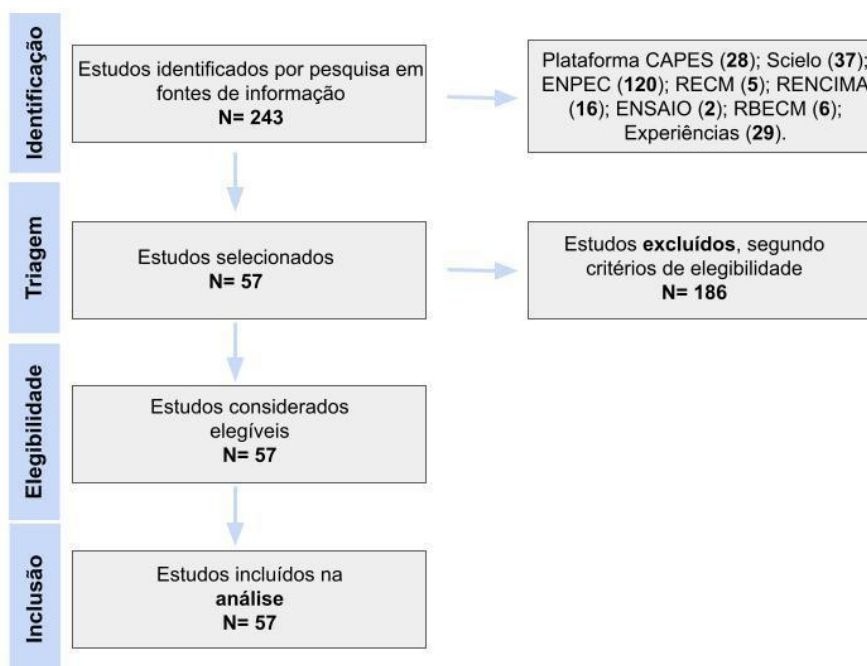 Identificação
Estudos identificados por pesquisa em
fontes de informação
N= 243
Plataforma CAPES (28); Scielo (37);
ENPEC (120); RECM (5); RENCIMA
(16); ENSAIO (2); RBECM (6);
Experiências (29).
Triagem
Estudos selecionados
N= 57
Estudos excluídos, segundo
critérios de elegibilidade
N= 186
Elegibilidade
Estudos considerados
elegíveis
N= 57
Inclusão
Estudos incluídos na
análise
N= 57